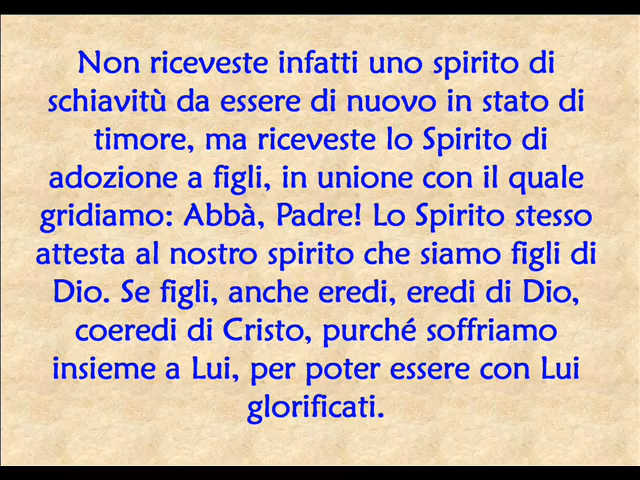 Non riceveste infatti uno spirito di
schiavitù da essere di nuovo in stato di
timore, ma riceveste lo Spirito di
adozione a figli, in unione con il quale
gridiamo: Abbà, Padre! Lo Spirito stesso
attesta al nostro spirito che siamo figli di
Dio. Se figli, anche eredi, eredi di Dio,
coeredi di Cristo, purché soffriamo
insieme a Lui, per poter essere con Lui
glorificati.